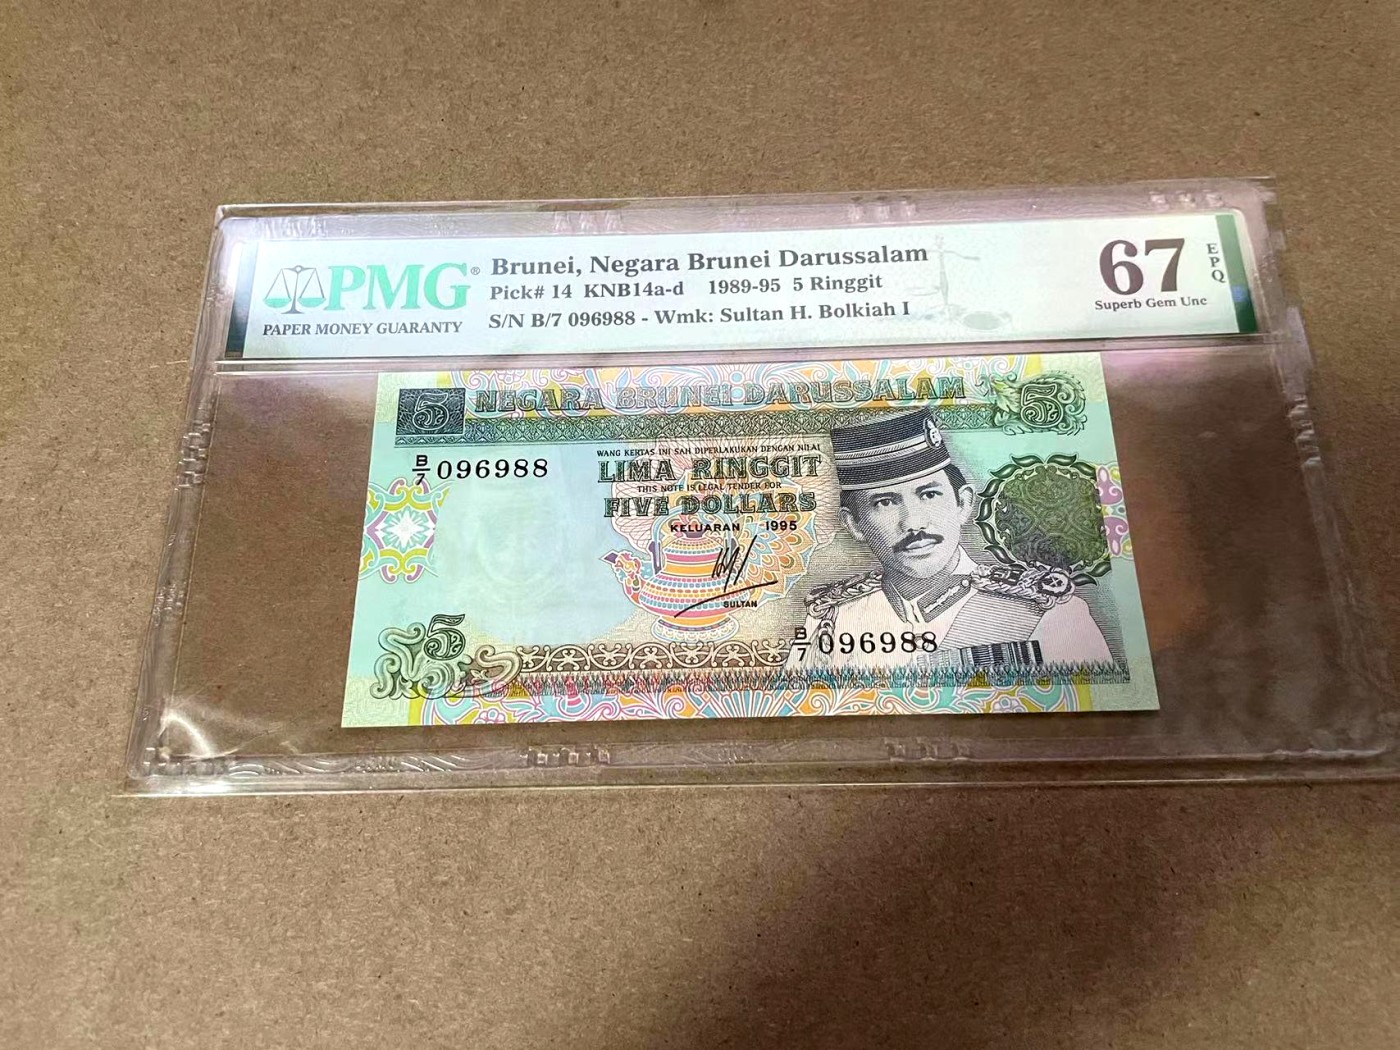 PMG®
PAPER MONEY GUARANTY
Brunei, Negara Brunei Darussalam
Pick# 14 KNB14a-d 1989-95 5 Ringgit
S/N B/7 096988 - Wmk: Sultan H. Bolkiah I
67
Superb Gem Unc
EPQ
5
NEGARA BRUNEI DARUSSALAM
5
B/7 096988
WANG KERTAS INI SAH DIPERLAKUKAN DENGAN NILAI
LIMA RINGGIT
THIS NOTE IS LEGAL TENDER FOR
FIVE DOLLARS
KELUARAN 1995
SULTAN
5
B/7 096988